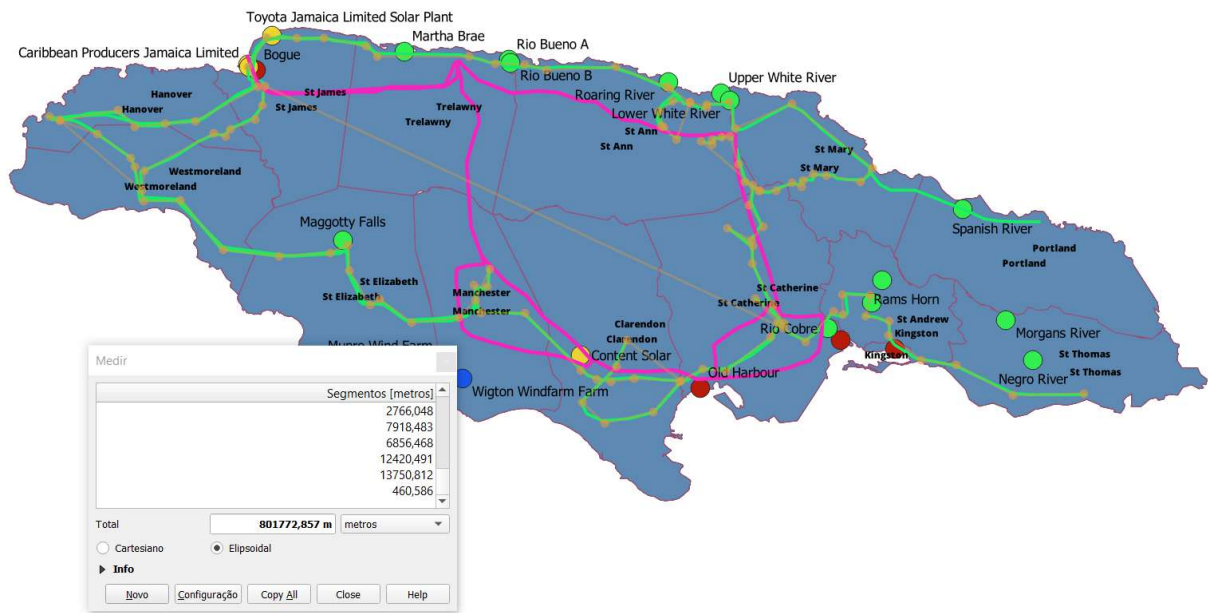 Toyota Jamaica Limited Solar Plant
Martha Brae
Rio Bueno A
Caribbean Producers Jamaica Limited
Bogue
Rio Bueno B
Upper White River
Hanover
Hanover
St James
St James
Roaring River
Trelawny
Trelawny
Lower White River
St Ann
St Ann
St Mary
St Mary
Westmoreland
Westmoreland
Maggotty Falls
Spanish River
Portland
Portland
St Elizabeth
St Elizabeth
Manchester
Manchester
St Catherine
St Catherine
Rams Horn
St Andrew
Kingston
Kingston
Rio Cobre
Morgans River
Clarendon
Clarendon
Content Solar
St Thomas
St Thomas
Negro River
Old Harbour
Munro Wind Farm
Wigton Windfarm Farm
Medir
Segmentos [metros]
2766,048
7918,483
6856,468
12420,491
13750,812
460,586
Total
801772,857 m
metros
Cartesiano
Elipsoidal
Info
Novo
Configuração
Copy All
Close
Help